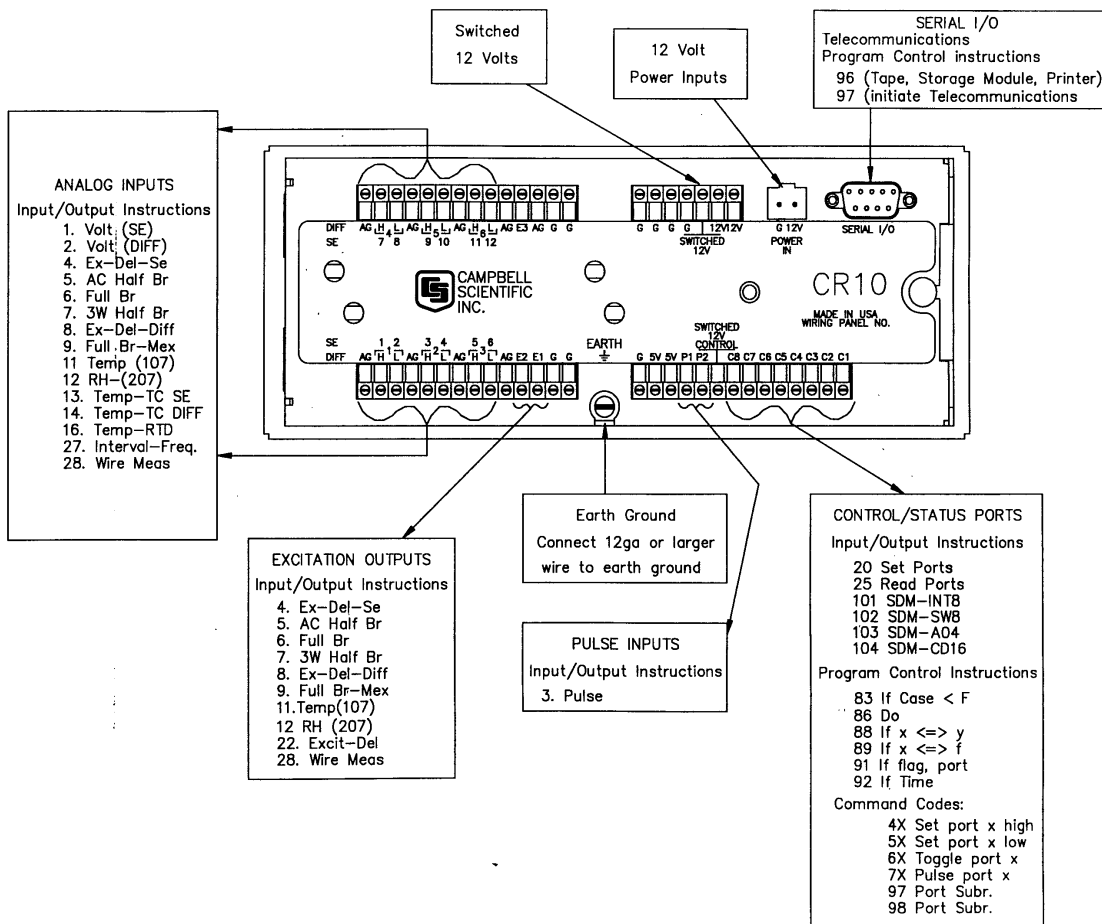 Switched
12 Volts
12 Volt
Power Inputs
SERIAL I/O
Telecommunications
Program Control instructions
96 (Tape, Storage Module, Printer)
97 (initiate Telecommunications
ANALOG INPUTS
Input/Output Instructions
1. Volt (SE)
2. Volt (DIFF)
4. Ex-Del-Se
5. AC Half Br
6. Full Br
7. 3W Half Br
8. Ex-Del-Diff
9. Full Br-Mex
11 Temp (107)
12 RH-(207)
13. Temp-TC SE
14. Temp-TC DIFF
16. Temp-RTD
27. Interval-Freq.
28. Wire Meas
DIFF AG H 4 L AG H 5 L AG H 6 L AG E3 AG G G
SE 7 8 9 10 11 12
G G G G 12V 12V
SWITCHED
12V
G 12V
POWER
IN
SERIAL I/O
CS
CAMPBELL
SCIENTIFIC
INC.
CR10
MADE IN USA
WIRING PANEL NO.
SE 1 2 3 4 5 6
DIFF AG H 1 L AG H 2 L AG H 3 L AG E2 E1 G G
EARTH
SWITCHED
12V
CONTROL
G 5V 5V P1 P2 C8 C7 C6 C5 C4 C3 C2 C1
EXCITATION OUTPUTS
Input/Output Instructions
4. Ex-Del-Se
5. AC Half Br
6. Full Br
7. 3W Half Br
8. Ex-Del-Diff
9. Full Br-Mex
11.Temp(107)
12 RH (207)
22. Excit-Del
28. Wire Meas
Earth Ground
Connect 12ga or larger
wire to earth ground
PULSE INPUTS
Input/Output Instructions
3. Pulse
CONTROL/STATUS PORTS
Input/Output Instructions
20 Set Ports
25 Read Ports
101 SDM-INT8
102 SDM-SW8
103 SDM-A04
104 SDM-CD16
Program Control Instructions
83 If Case < F
86 Do
88 If x <=> y
89 If x <=> f
91 If flag, port
92 If Time
Command Codes:
4X Set port x high
5X Set port x low
6X Toggle port x
7X Pulse port x
97 Port Subr.
98 Port Subr.